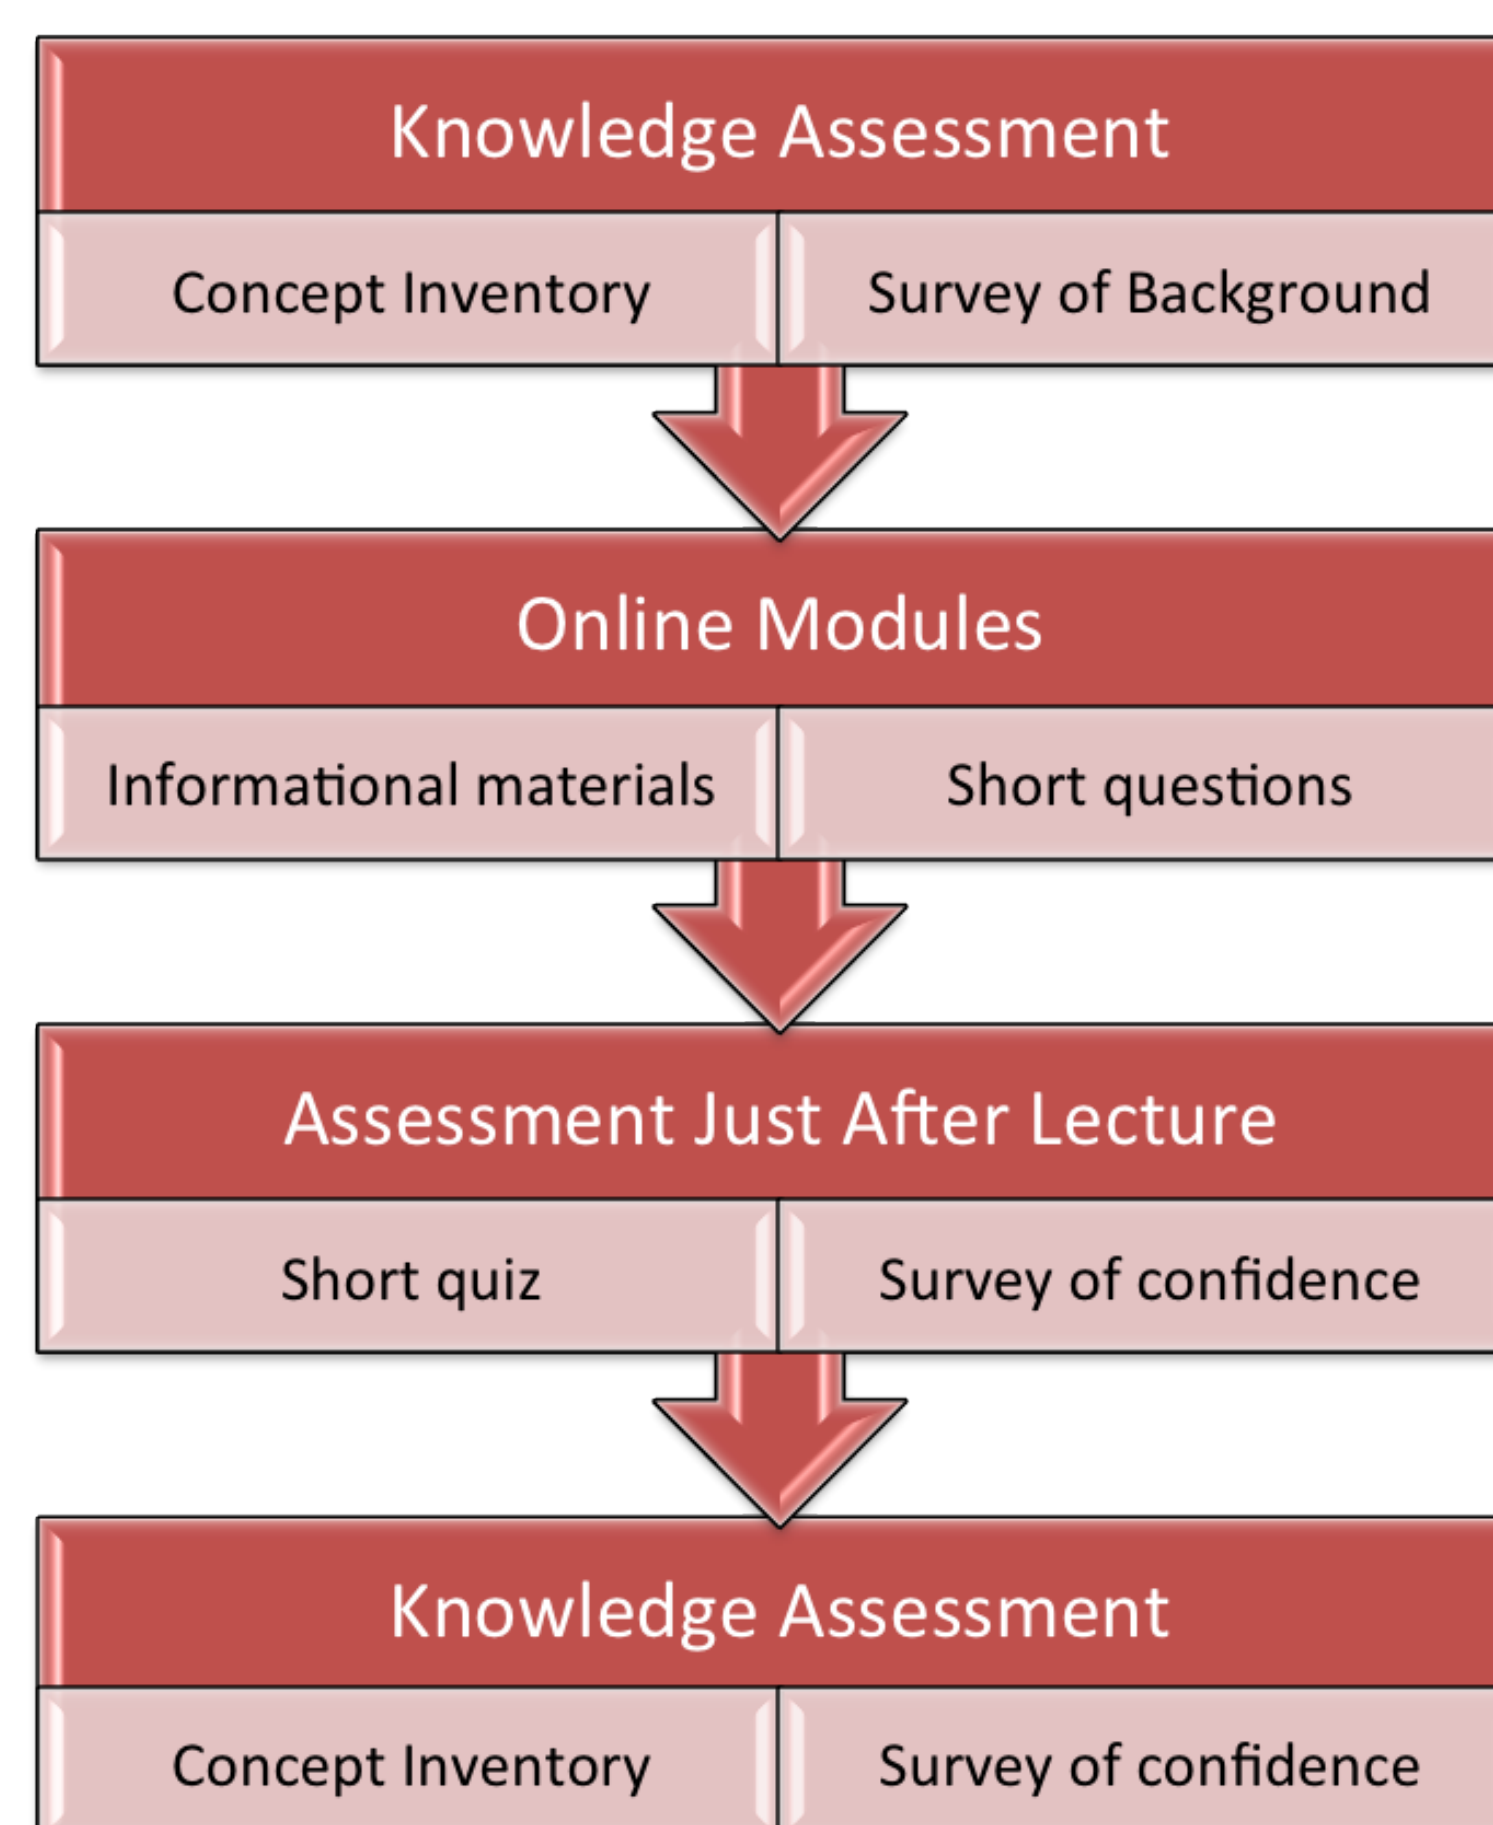 Knowledge Assessment
Concept Inventory
Survey of Background
Online Modules
Informational materials
Short questions
Assessment Just After Lecture
Short quiz
Survey of confidence
Knowledge Assessment
Concept Inventory
Survey of confidence